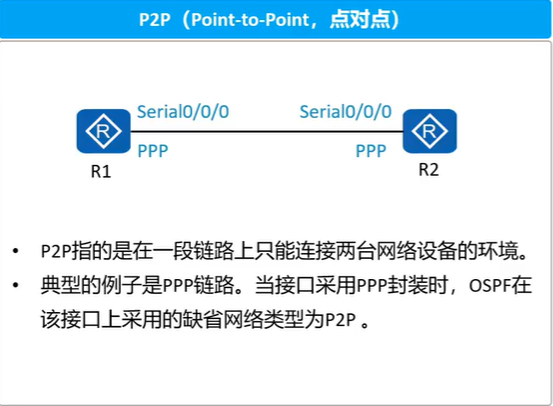 P2P（Point-to-Point，点对点）
Serial0/0/0 Serial0/0/0
R R
PPP PPP
R1 R2
• P2P指的是在一段链路上只能连接两台网络设备的环境。
• 典型的例子是PPP链路。当接口采用PPP封装时，OSPF在
该接口上采用的缺省网络类型为P2P 。